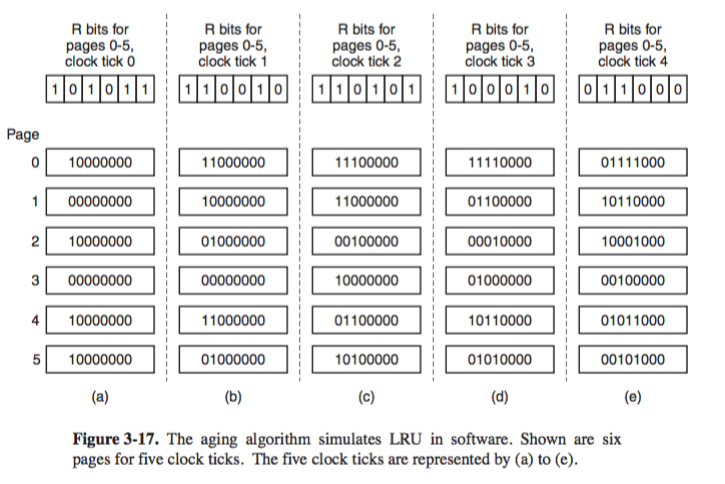 R bits for pages 0-5, clock tick 0
R bits for pages 0-5, clock tick 1
R bits for pages 0-5, clock tick 2
R bits for pages 0-5, clock tick 3
R bits for pages 0-5, clock tick 4
1 0 1 0 1 1
1 1 0 0 1 0
1 1 0 1 0 1
1 0 0 0 1 0
0 1 1 0 0 0
Page
0 10000000 11000000 11100000 11110000 01111000
1 00000000 10000000 11000000 01100000 10110000
2 10000000 01000000 00100000 00010000 10001000
3 00000000 00000000 10000000 01000000 00100000
4 10000000 11000000 01100000 10110000 01011000
5 10000000 01000000 10100000 01010000 00101000
(a) (b) (c) (d) (e)
Figure 3-17. The aging algorithm simulates LRU in software. Shown are six
pages for five clock ticks. The five clock ticks are represented by (a) to (e).